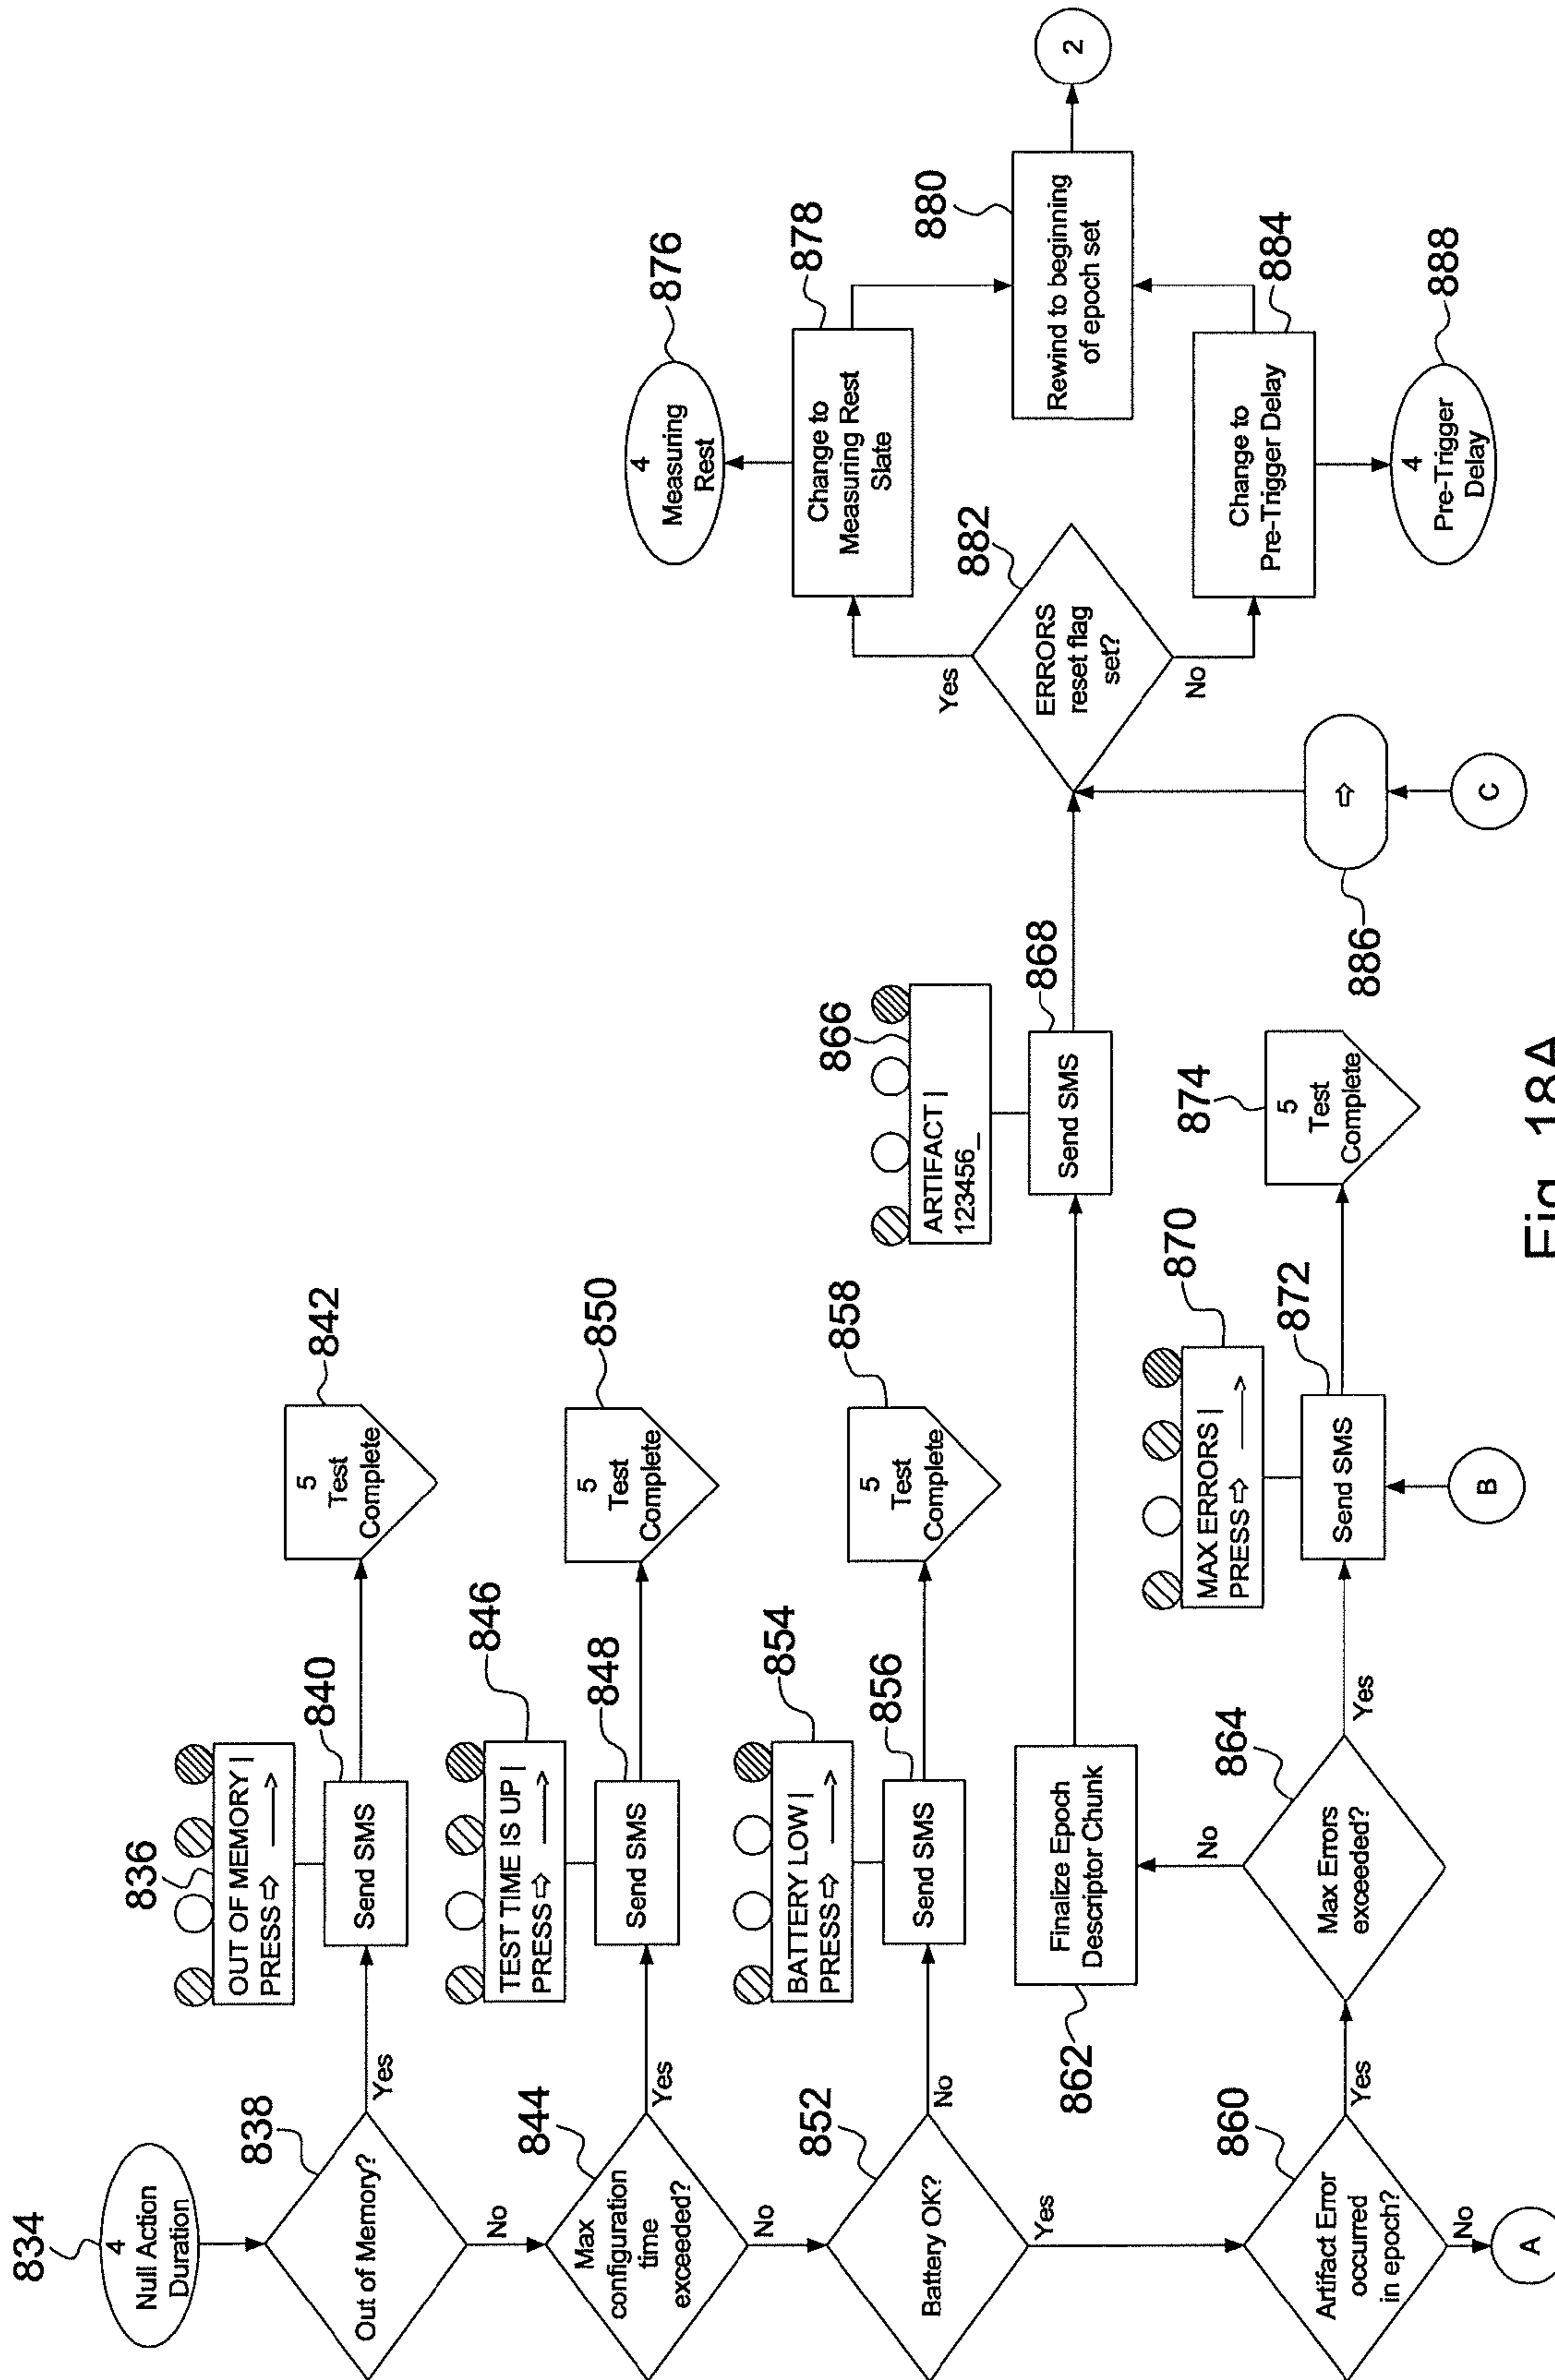 834
4
Null Action
Duration
838
Out of Memory?
Yes
No
836
OUT OF MEMORY |
PRESS ⇨ ⟶
840
Send SMS
842
5
Test
Complete
844
Max
configuration
time
exceeded?
Yes
No
846
TEST TIME IS UP |
PRESS ⇨ ⟶
848
Send SMS
850
5
Test
Complete
852
Battery OK?
No
Yes
854
BATTERY LOW |
PRESS ⇨ ⟶
856
Send SMS
858
5
Test
Complete
860
Artifact Error
occurred
in epoch?
Yes
No
A
862
Finalize Epoch
Descriptor Chunk
864
Max Errors
exceeded?
No
Yes
866
ARTIFACT |
123456_
868
Send SMS
870
MAX ERRORS |
PRESS ⇨ ⟶
872
Send SMS
B
874
5
Test
Complete
876
4
Measuring
Rest
878
Change to
Measuring Rest
Slate
880
Rewind to beginning
of epoch set
2
882
ERRORS
reset flag
set?
Yes
No
884
Change to
Pre-Trigger Delay
886
⇨
C
888
4
Pre-Trigger
Delay
Fig. 18A